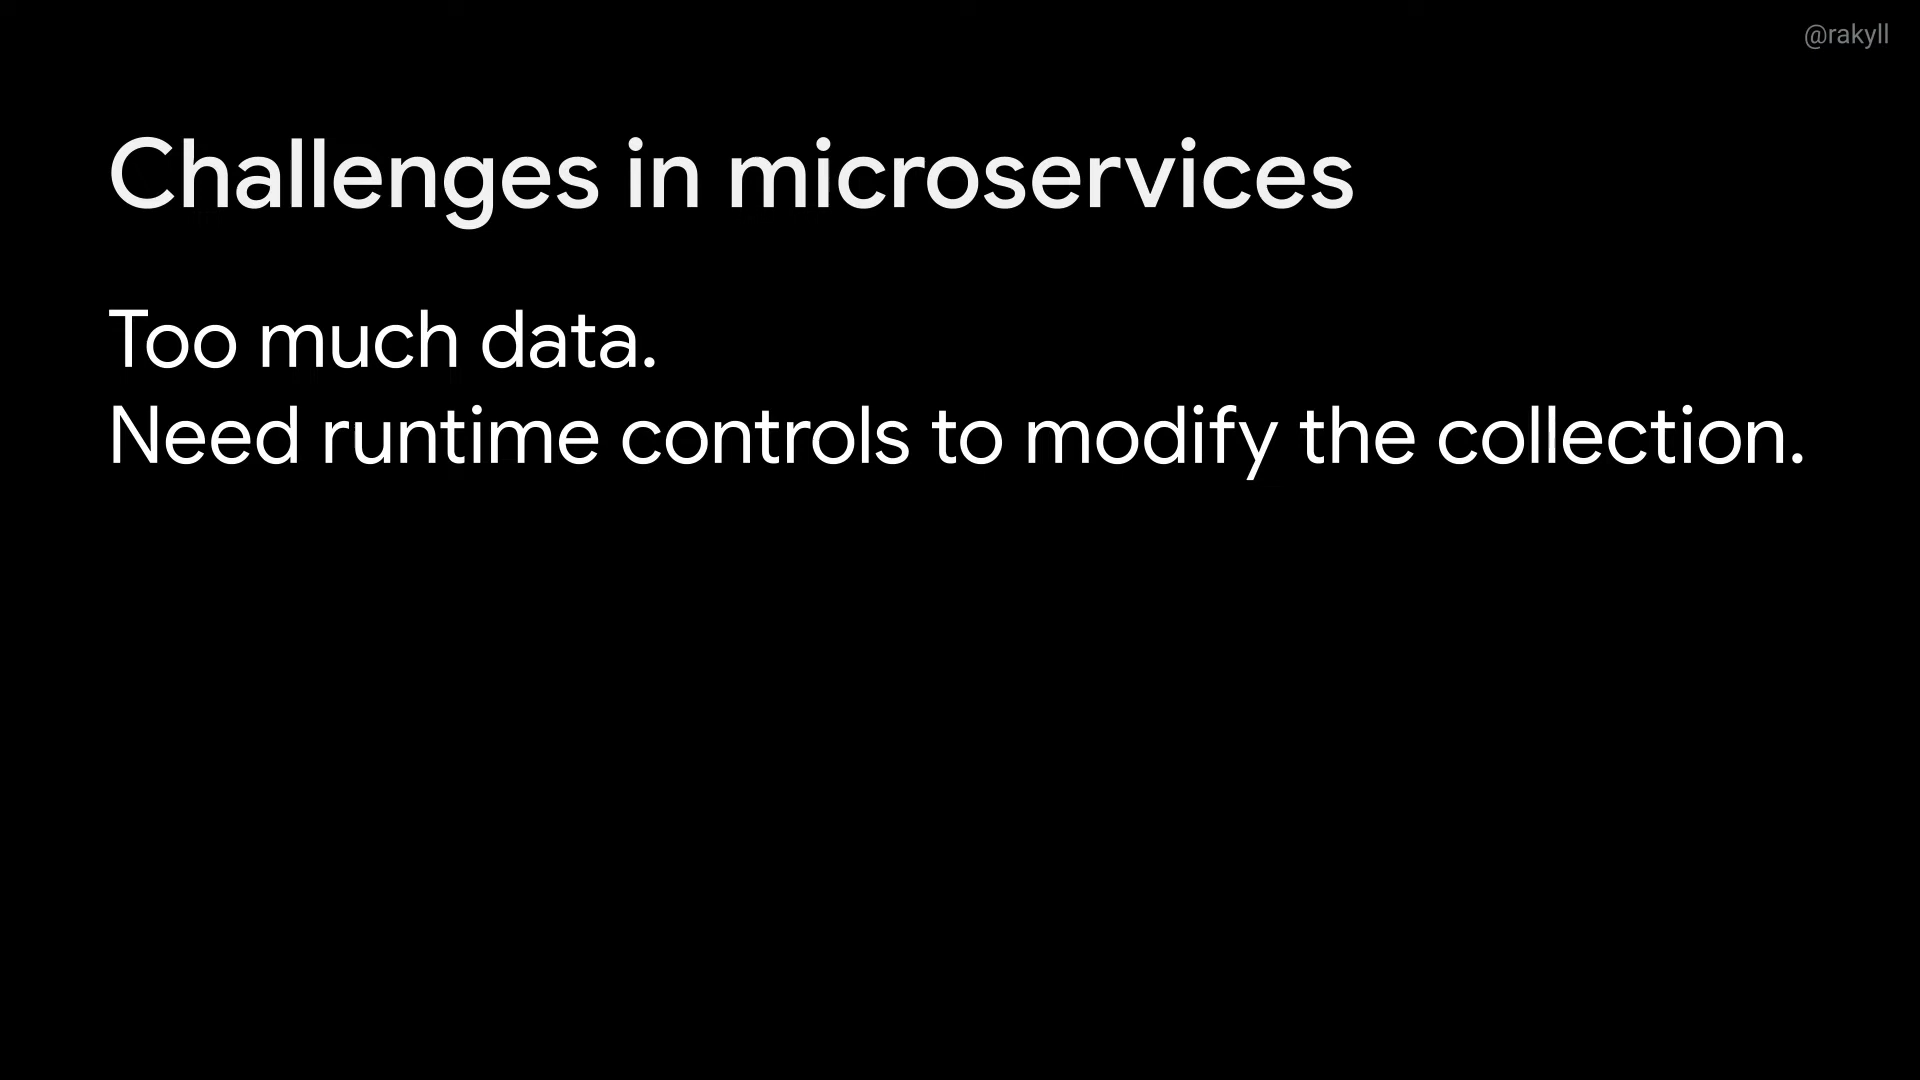 @rakyll
Challenges in microservices
Too much data.
Need runtime controls to modify the collection.